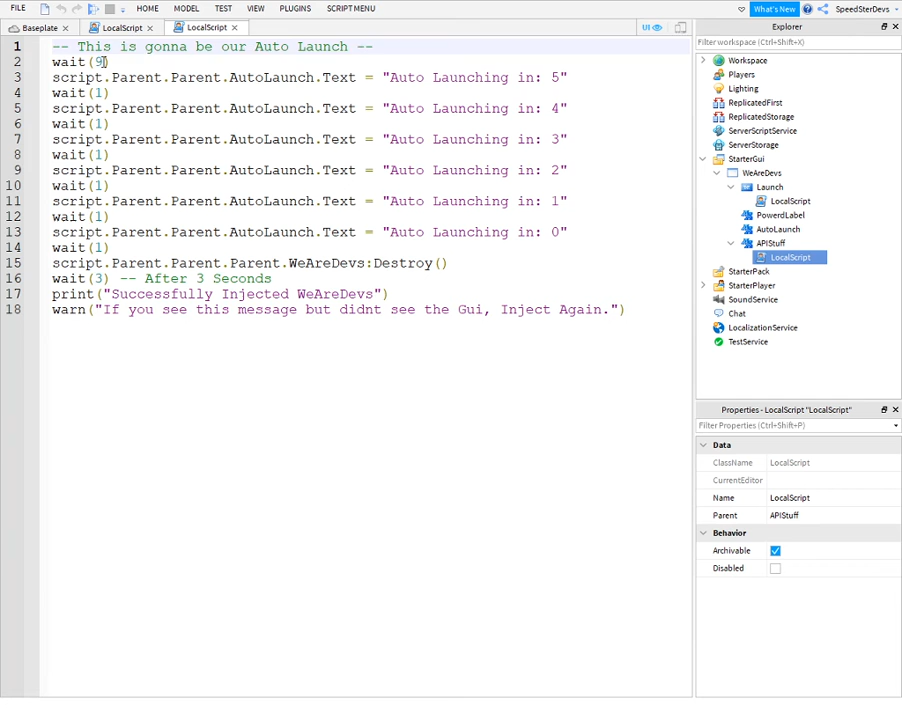 FILE HOME MODEL TEST VIEW PLUGINS SCRIPT MENU What's New SpeedSterDevs
Baseplate × LocalScript × LocalScript × UI
1 -- This is gonna be our Auto Launch --
2 wait(9)
3 script.Parent.Parent.AutoLaunch.Text = "Auto Launching in: 5"
4 wait(1)
5 script.Parent.Parent.AutoLaunch.Text = "Auto Launching in: 4"
6 wait(1)
7 script.Parent.Parent.AutoLaunch.Text = "Auto Launching in: 3"
8 wait(1)
9 script.Parent.Parent.AutoLaunch.Text = "Auto Launching in: 2"
10 wait(1)
11 script.Parent.Parent.AutoLaunch.Text = "Auto Launching in: 1"
12 wait(1)
13 script.Parent.Parent.AutoLaunch.Text = "Auto Launching in: 0"
14 wait(1)
15 script.Parent.Parent.Parent.WeAreDevs:Destroy()
16 wait(3) -- After 3 Seconds
17 print("Successfully Injected WeAreDevs")
18 warn("If you see this message but didnt see the Gui, Inject Again.")
Explorer
Filter workspace (Ctrl+Shift+X)
Workspace
Players
Lighting
ReplicatedFirst
ReplicatedStorage
ServerScriptService
ServerStorage
StarterGui
WeAreDevs
Launch
LocalScript
PowerdLabel
AutoLaunch
APIStuff
LocalScript
StarterPack
StarterPlayer
SoundService
Chat
LocalizationService
TestService
Properties - LocalScript "LocalScript"
Filter Properties (Ctrl+Shift+P)
Data
ClassName LocalScript
CurrentEditor
Name LocalScript
Parent APIStuff
Behavior
Archivable
Disabled